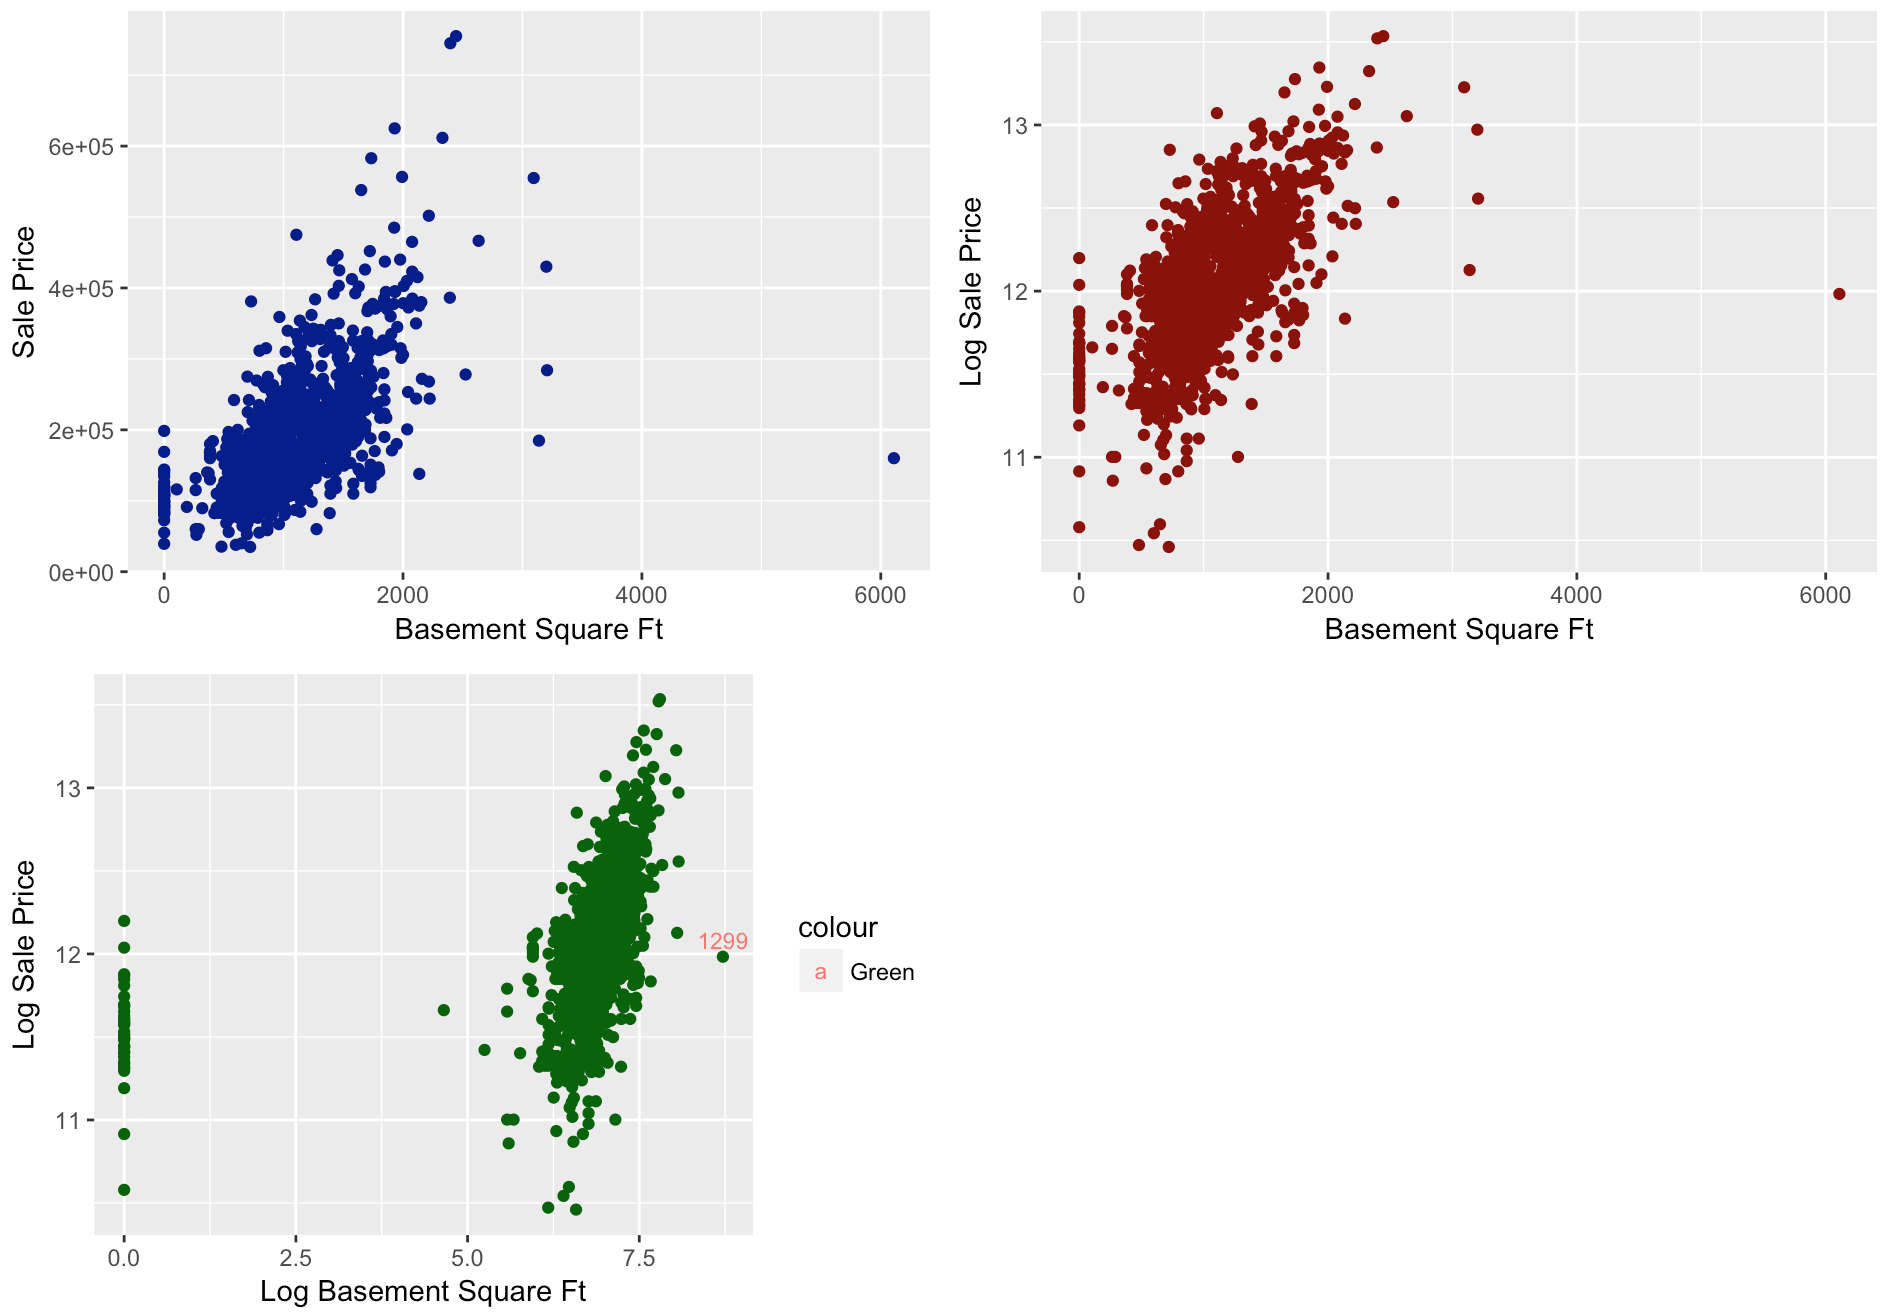 Sale Price
6e+05
4e+05
2e+05
0e+00
0 2000 4000 6000
Basement Square Ft
Log Sale Price
13
12
11
0 2000 4000 6000
Basement Square Ft
Log Sale Price
13
12
11
1299
0.0 2.5 5.0 7.5
Log Basement Square Ft
colour
a Green